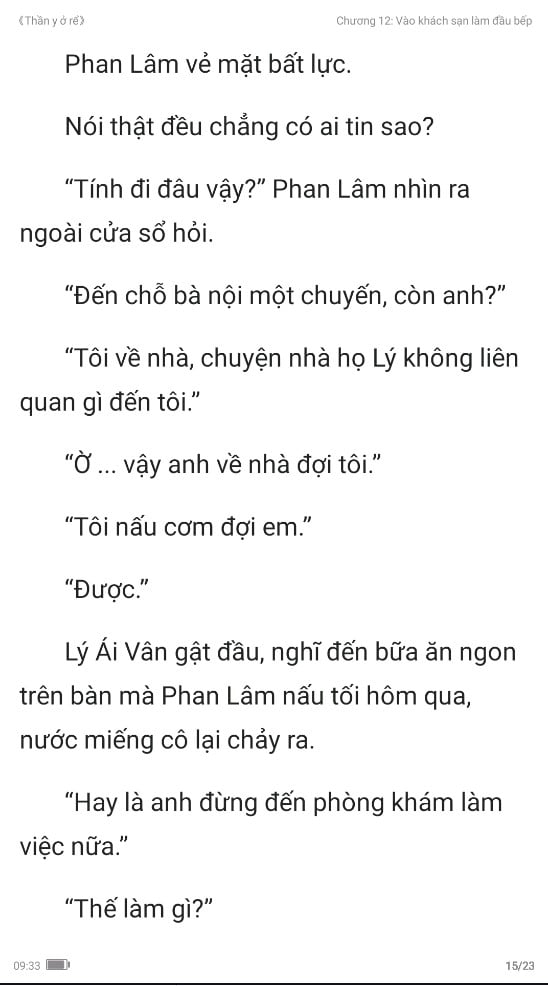 《Thần y ở rể》
Chương 12: Vào khách sạn làm đầu bếp
Phan Lâm vẻ mặt bất lực.
Nói thật đều chẳng có ai tin sao?
“Tính đi đâu vậy?” Phan Lâm nhìn ra
ngoài cửa sổ hỏi.
“Đến chỗ bà nội một chuyến, còn anh?”
“Tôi về nhà, chuyện nhà họ Lý không liên
quan gì đến tôi.”
“Ờ ... vậy anh về nhà đợi tôi.”
“Tôi nấu cơm đợi em.”
“Được.”
Lý Ái Vân gật đầu, nghĩ đến bữa ăn ngon
trên bàn mà Phan Lâm nấu tối hôm qua,
nước miếng cô lại chảy ra.
“Hay là anh đừng đến phòng khám làm
việc nữa.”
“Thế làm gì?”
09:33
15/23